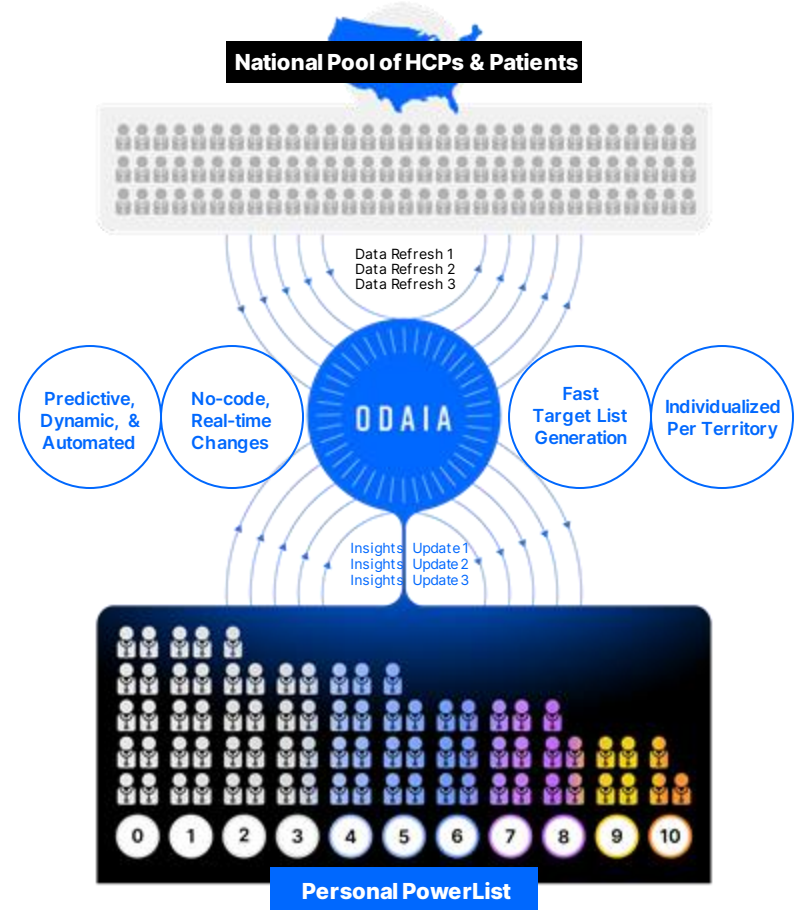 National Pool of HCPs & Patients
Data Refresh 1
Data Refresh 2
Data Refresh 3
Predictive,
Dynamic, &
Automated
No-code,
Real-time
Changes
ODAIA
Fast
Target List
Generation
Individualized
Per Territory
Insights Update 1
Insights Update 2
Insights Update 3
0 1 2 3 4 5 6 7 8 9 10
Personal PowerList